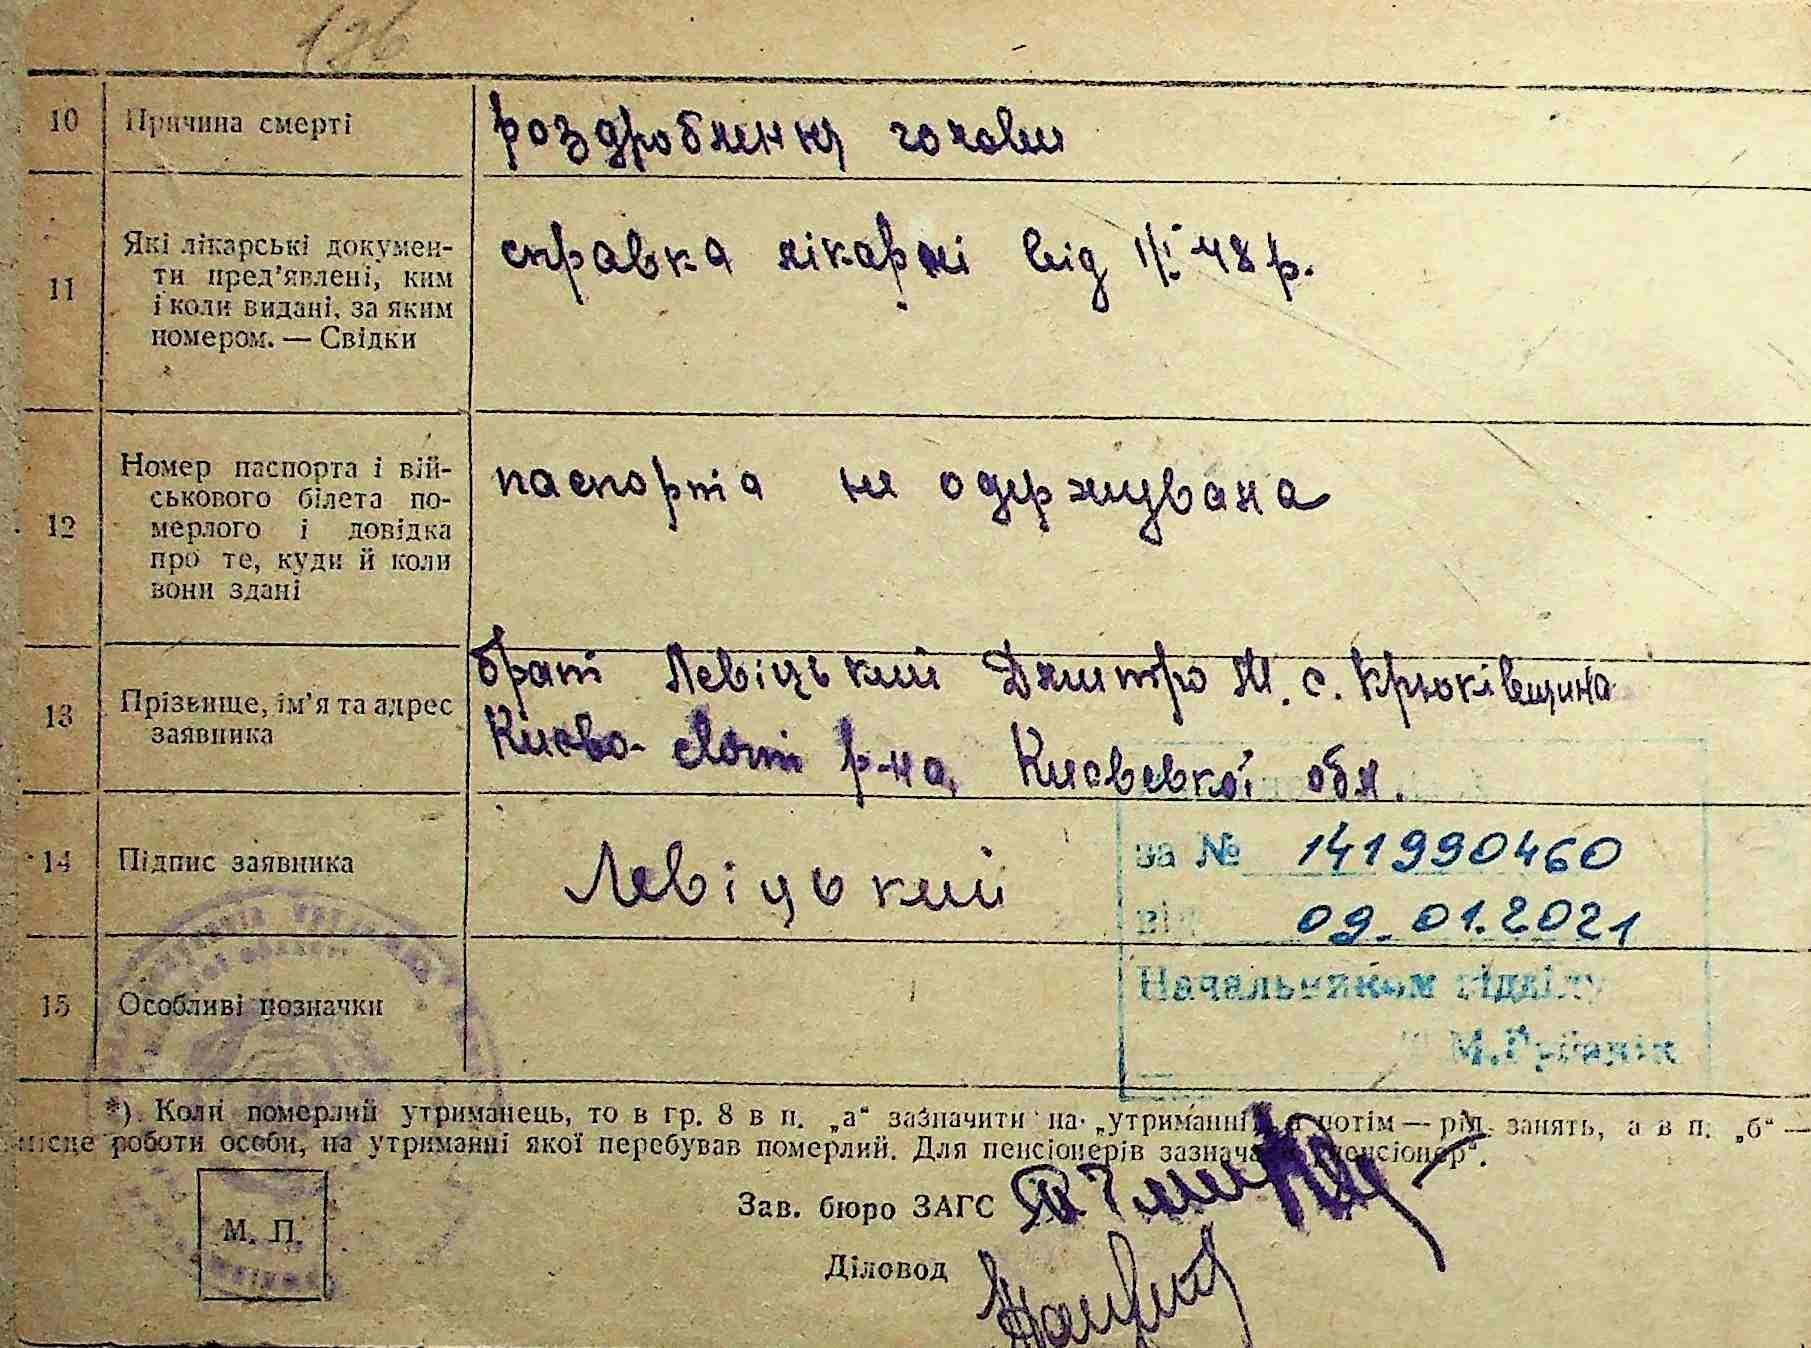 136
10 Причина смерті роздроблення голови
11 Які лікарські докумен-
ти пред'явлені, ким
і коли видані, за яким
номером. — Свідки
справка лікарні від 1/I 48 р.
12 Номер паспорта і вій-
ськового білета по-
мерлого і довідка
про те, куди й коли
вони здані
паспорта не одержувала
13 Прізвище, ім'я та адрес
заявника
брат Левіцький Дмитро М. с. Крюківщина
Києво-Свят р-на, Києвської обл.
14 Підпис заявника Левіцький
за № 141990460
від 09.01.2021
15 Особливі позначки
Начальником відділу
М.
*) Коли померлий утриманець, то в гр. 8 в п. „а“ зазначити на „утриманні“, а потім — рід занять, а в п. „б“ —
місце роботи особи, на утриманні якої перебував померлий. Для пенсіонерів зазначати „пенсіонер“.
Зав. бюро ЗАГС
М. П.
Діловод